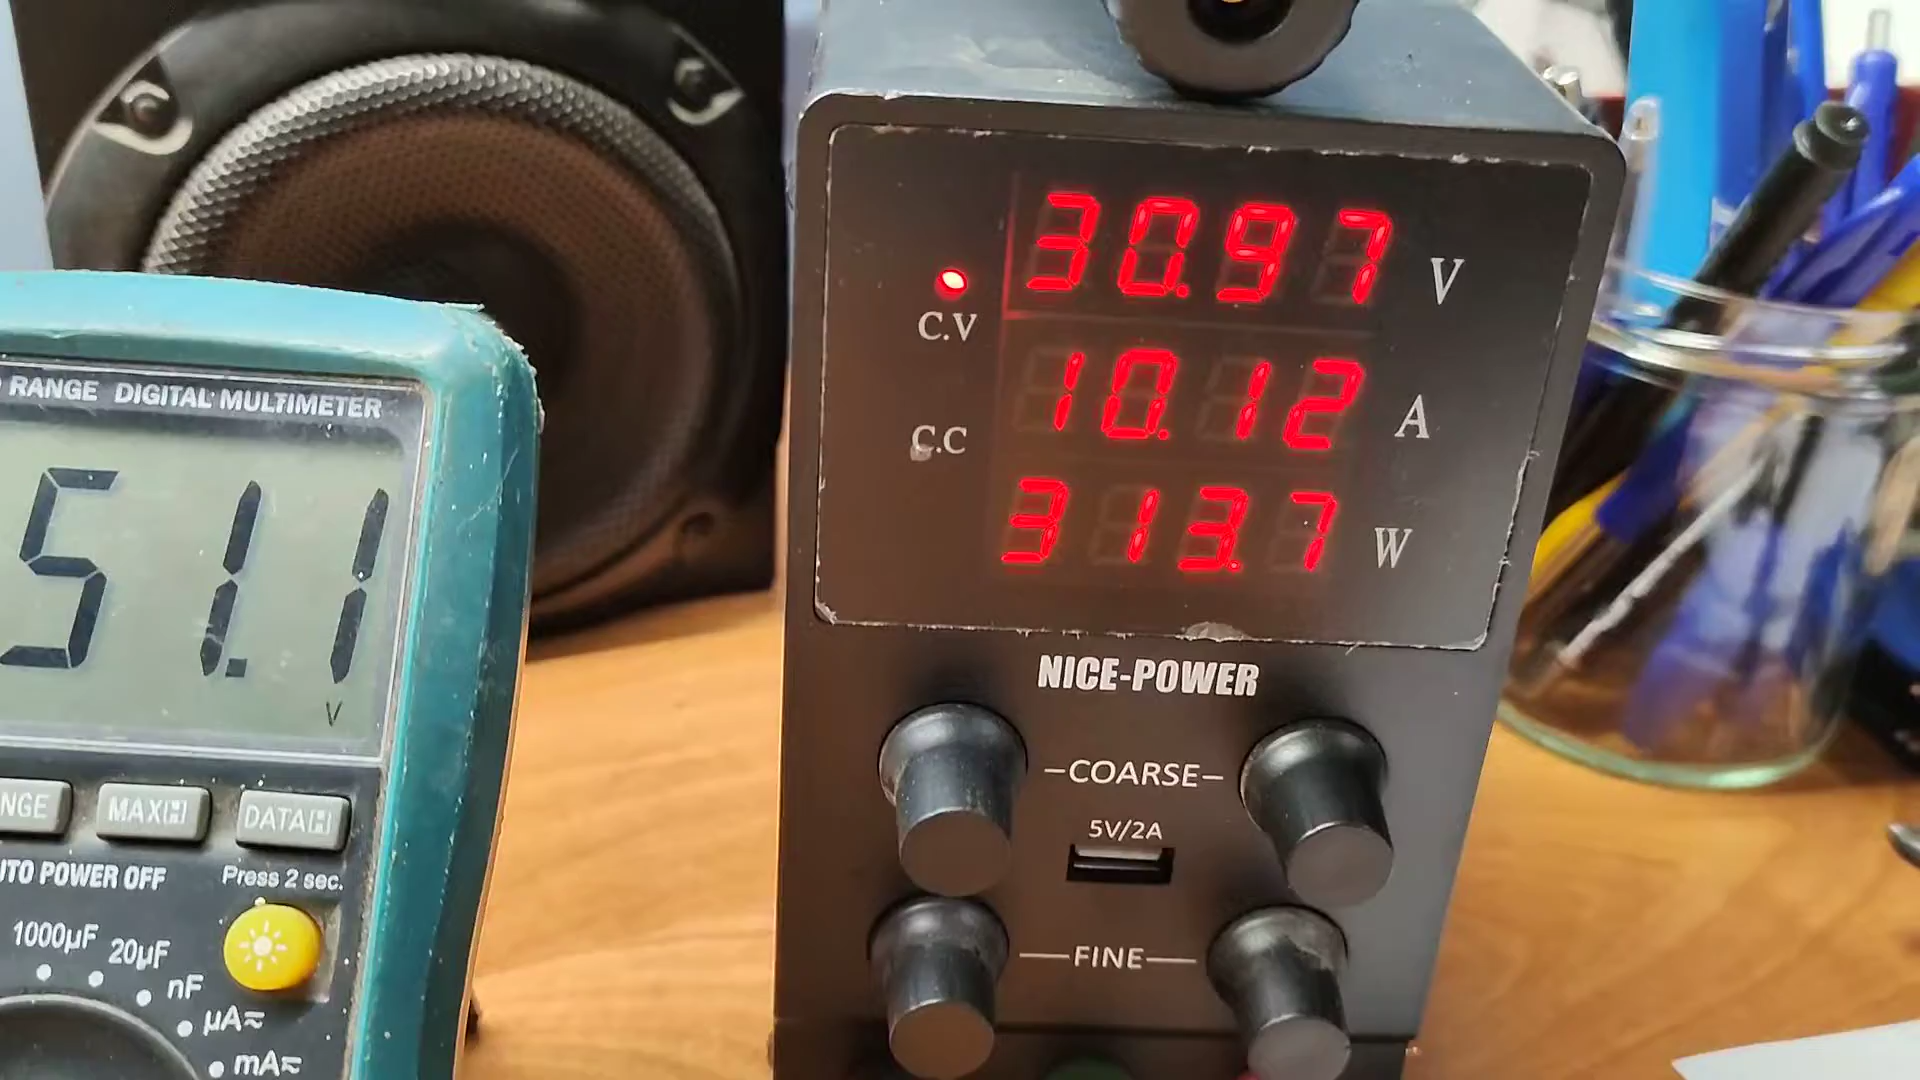 RANGE DIGITAL MULTIMETER
51.1
V
NGE
MAX H
DATA H
UTO POWER OFF
Press 2 sec.
1000µF
20µF
nF
µA≂
mA≂
30.97 V
C.V
10.12 A
C.C
313.7 W
NICE-POWER
COARSE
5V/2A
FINE